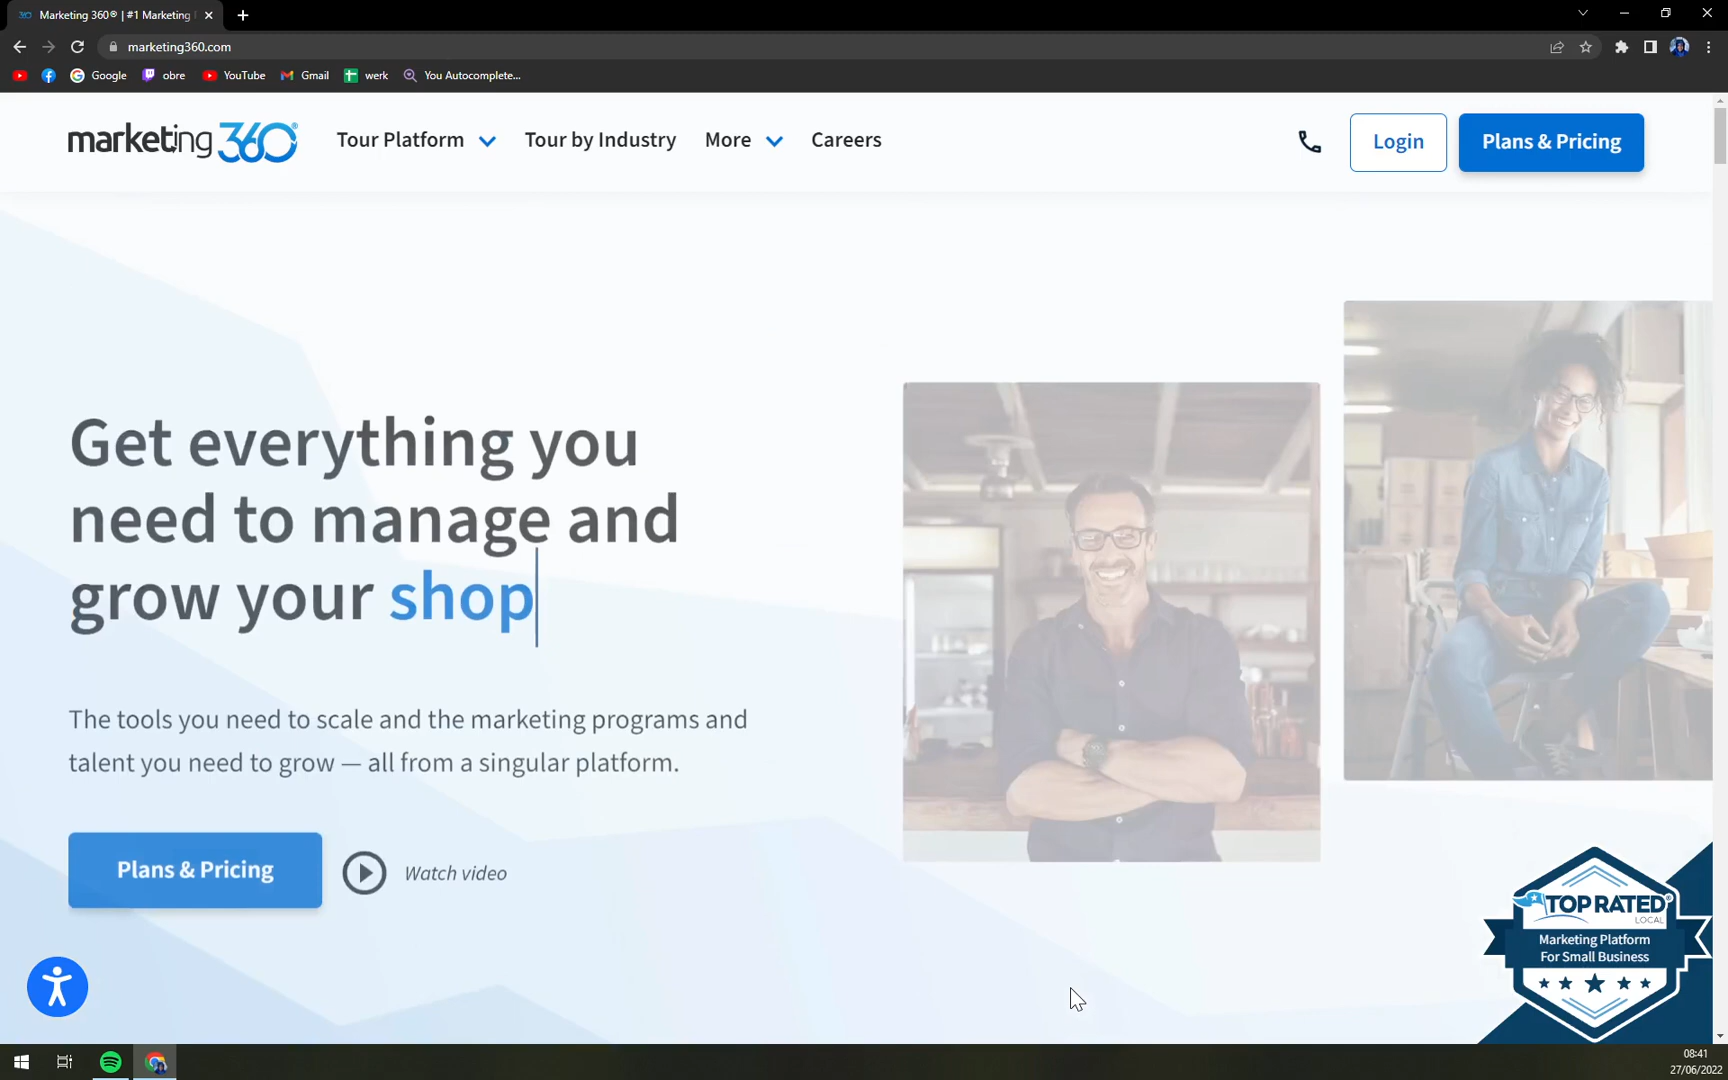 Marketing 360® | #1 Marketing
marketing360.com
Google
obre
YouTube
Gmail
werk
You Autocomplete...
marketing 360®
Tour Platform
Tour by Industry
More
Careers
Login
Plans & Pricing
Get everything you
need to manage and
grow your shop
The tools you need to scale and the marketing programs and
talent you need to grow — all from a singular platform.
Plans & Pricing
Watch video
TOP RATED®
LOCAL
Marketing Platform
For Small Business
08:41
27/06/2022